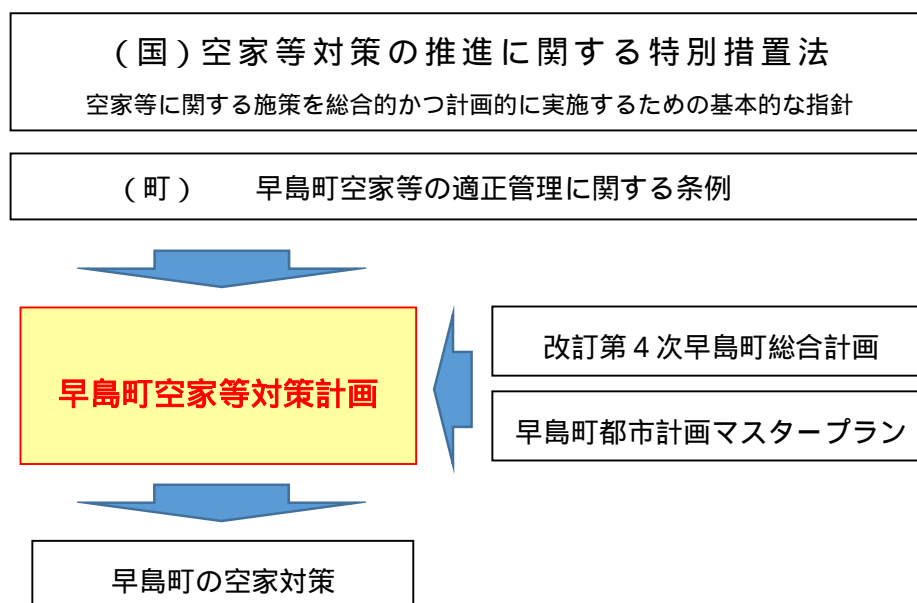 (国)空家等対策の推進に関する特別措置法
空家等に関する施策を総合的かつ計画的に実施するための基本的な指針
(町) 早島町空家等の適正管理に関する条例
早島町空家等対策計画
改訂第4次早島町総合計画
早島町都市計画マスタープラン
早島町の空家対策